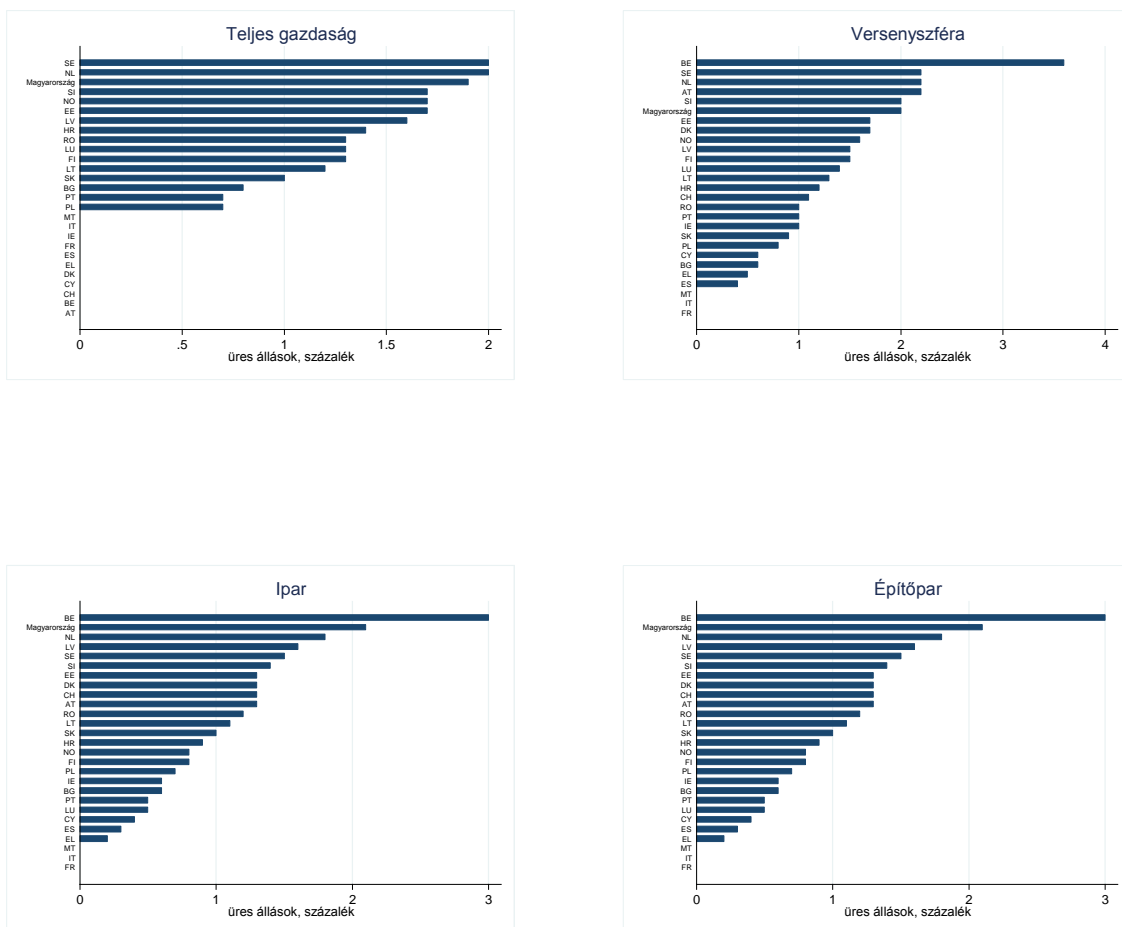 Teljes gazdaság
SE
NL
Magyarország
SI
NO
EE
LV
HR
RO
LU
FI
LT
SK
BG
PT
PL
MT
IT
IE
FR
ES
EL
DK
CY
CH
BE
AT
0 .5 1 1.5 2
üres állások, százalék
Versenyszféra
BE
SE
NL
AT
SI
Magyarország
EE
DK
NO
LV
FI
LU
LT
HR
CH
RO
PT
IE
SK
PL
CY
BG
EL
ES
MT
IT
FR
0 1 2 3 4
üres állások, százalék
Ipar
BE
Magyarország
NL
LV
SE
SI
EE
DK
CH
AT
RO
LT
SK
HR
NO
FI
PL
IE
BG
PT
LU
CY
ES
EL
MT
IT
FR
0 1 2 3
üres állások, százalék
Építőpar
BE
Magyarország
NL
LV
SE
SI
EE
DK
CH
AT
RO
LT
SK
HR
NO
FI
PL
IE
BG
PT
LU
CY
ES
EL
MT
IT
FR
0 1 2 3
üres állások, százalék